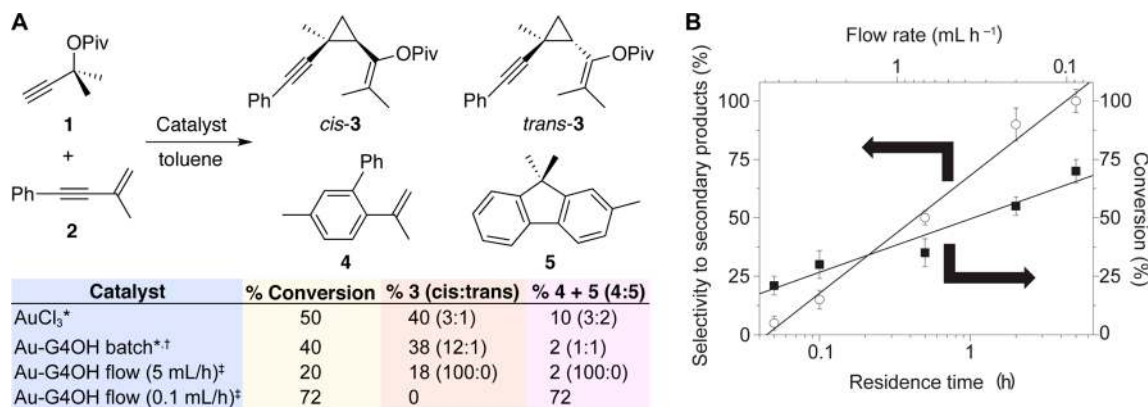 A
OPiv
1
+
2
Ph
Catalyst
toluene
OPiv
Ph
cis-3
OPiv
Ph
trans-3
Ph
4
5
Catalyst % Conversion % 3 (cis:trans) % 4 + 5 (4:5)
AuCl₃* 50 40 (3:1) 10 (3:2)
Au-G4OH batch*,† 40 38 (12:1) 2 (1:1)
Au-G4OH flow (5 mL/h)‡ 20 18 (100:0) 2 (100:0)
Au-G4OH flow (0.1 mL/h)‡ 72 0 72
B
Flow rate (mL h⁻¹)
1 0.1
Selectivity to secondary products (%)
100
75
50
25
0
100
50
0
Conversion (%)
0.1 1
Residence time (h)